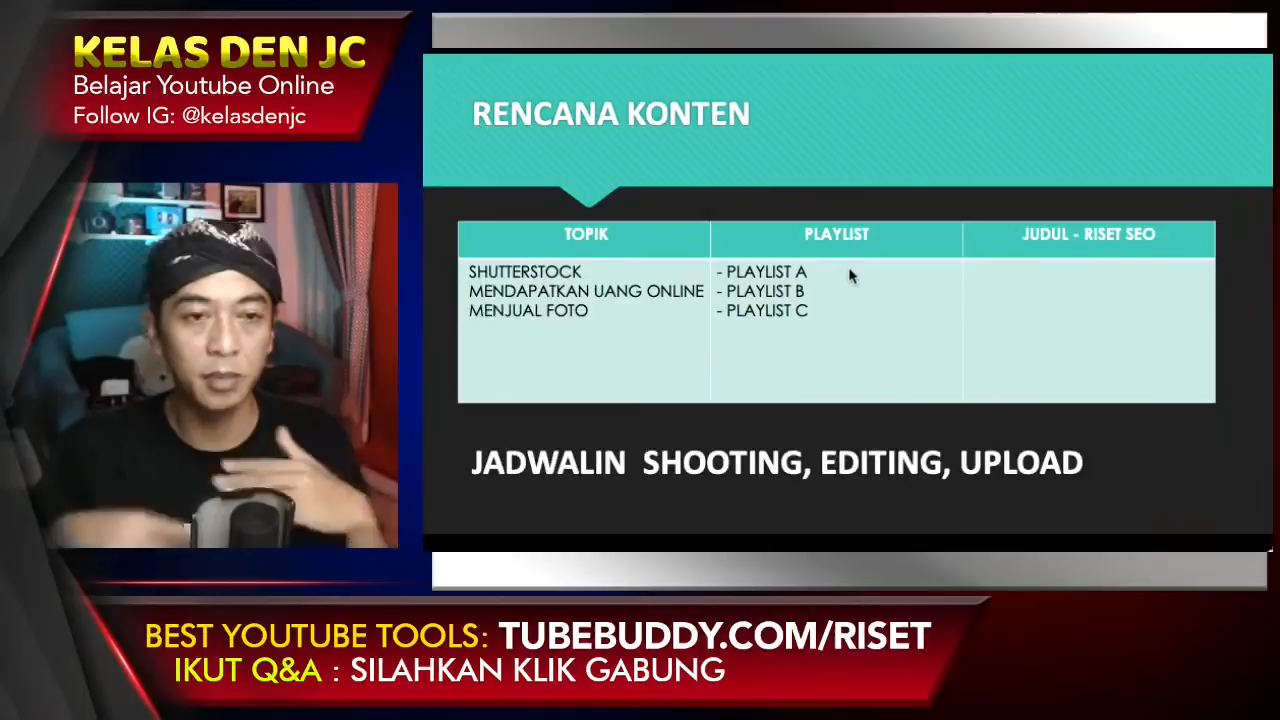 KELAS DEN JC
Belajar Youtube Online
Follow IG: @kelasdenjc
RENCANA KONTEN
TOPIK
SHUTTERSTOCK
MENDAPATKAN UANG ONLINE
MENJUAL FOTO
PLAYLIST
- PLAYLIST A
- PLAYLIST B
- PLAYLIST C
JUDUL - RISET SEO
JADWALIN SHOOTING, EDITING, UPLOAD
BEST YOUTUBE TOOLS: TUBEBUDDY.COM/RISET
IKUT Q&A : SILAHKAN KLIK GABUNG